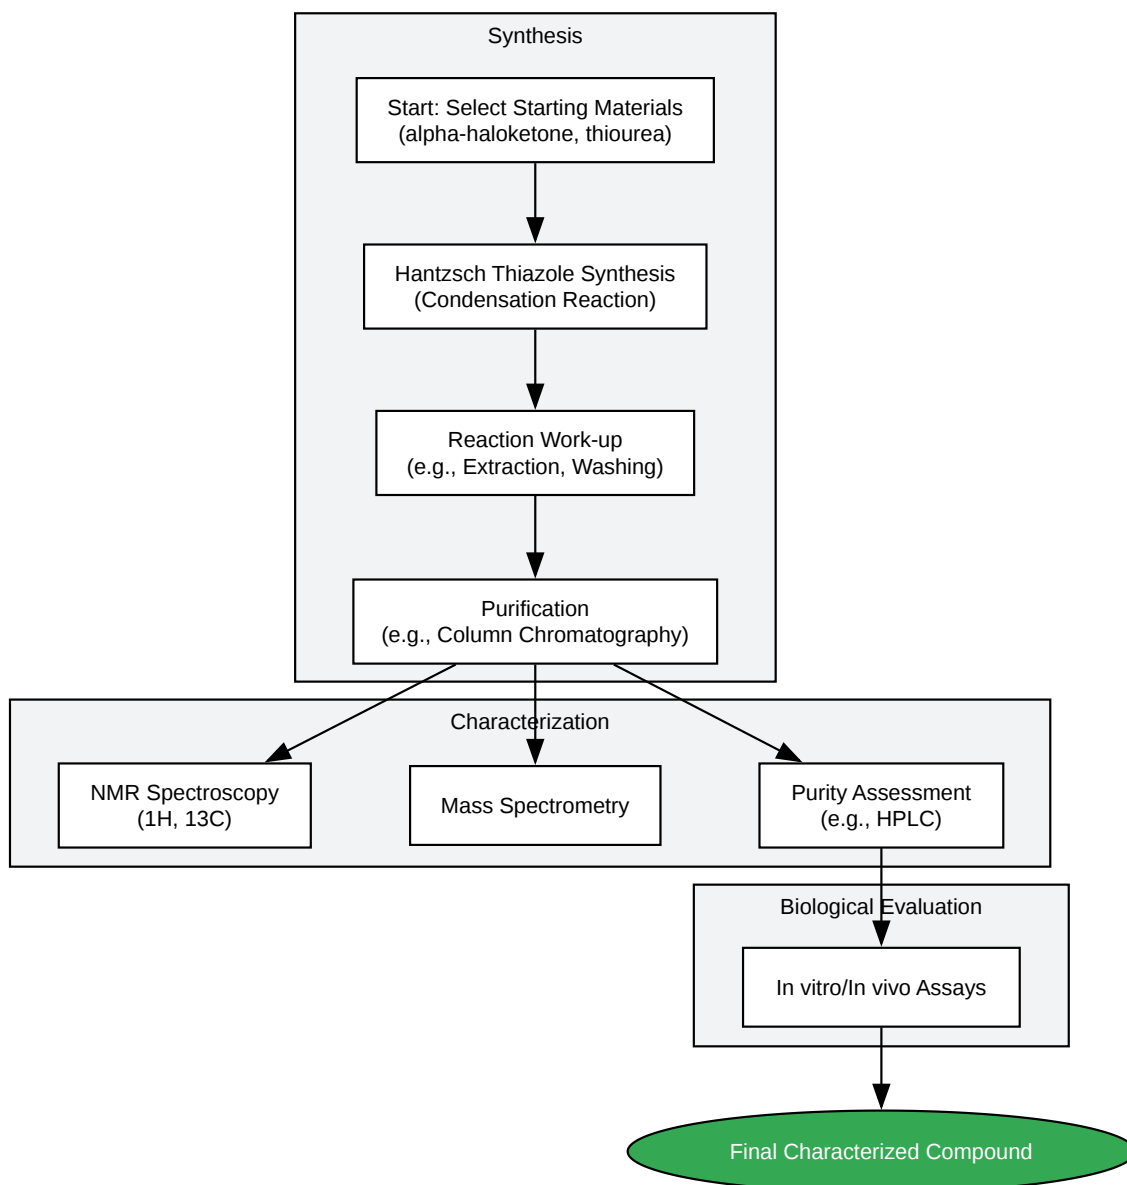 Synthesis
Start: Select Starting Materials
(alpha-haloketone, thiourea)
Hantzsch Thiazole Synthesis
(Condensation Reaction)
Reaction Work-up
(e.g., Extraction, Washing)
Purification
(e.g., Column Chromatography)
Characterization
NMR Spectroscopy
(1H, 13C)
Mass Spectrometry
Purity Assessment
(e.g., HPLC)
Biological Evaluation
In vitro/In vivo Assays
Final Characterized Compound